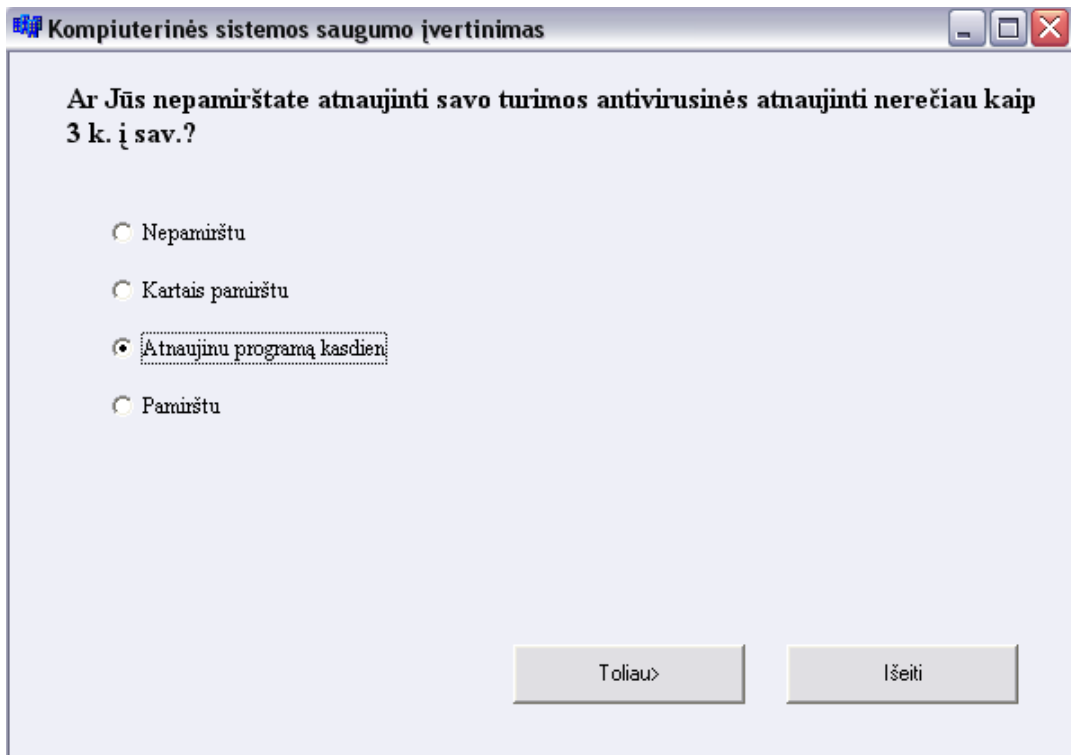 Kompiuterinės sistemos saugumo įvertinimas
Ar Jūs nepamirštate atnaujinti savo turimos antivirusinės atnaujinti nerečiau kaip
3 k. į sav.?
Nepamirštu
Kartais pamirštu
Atnaujinu programą kasdien
Pamirštu
Toliau>
Išeiti